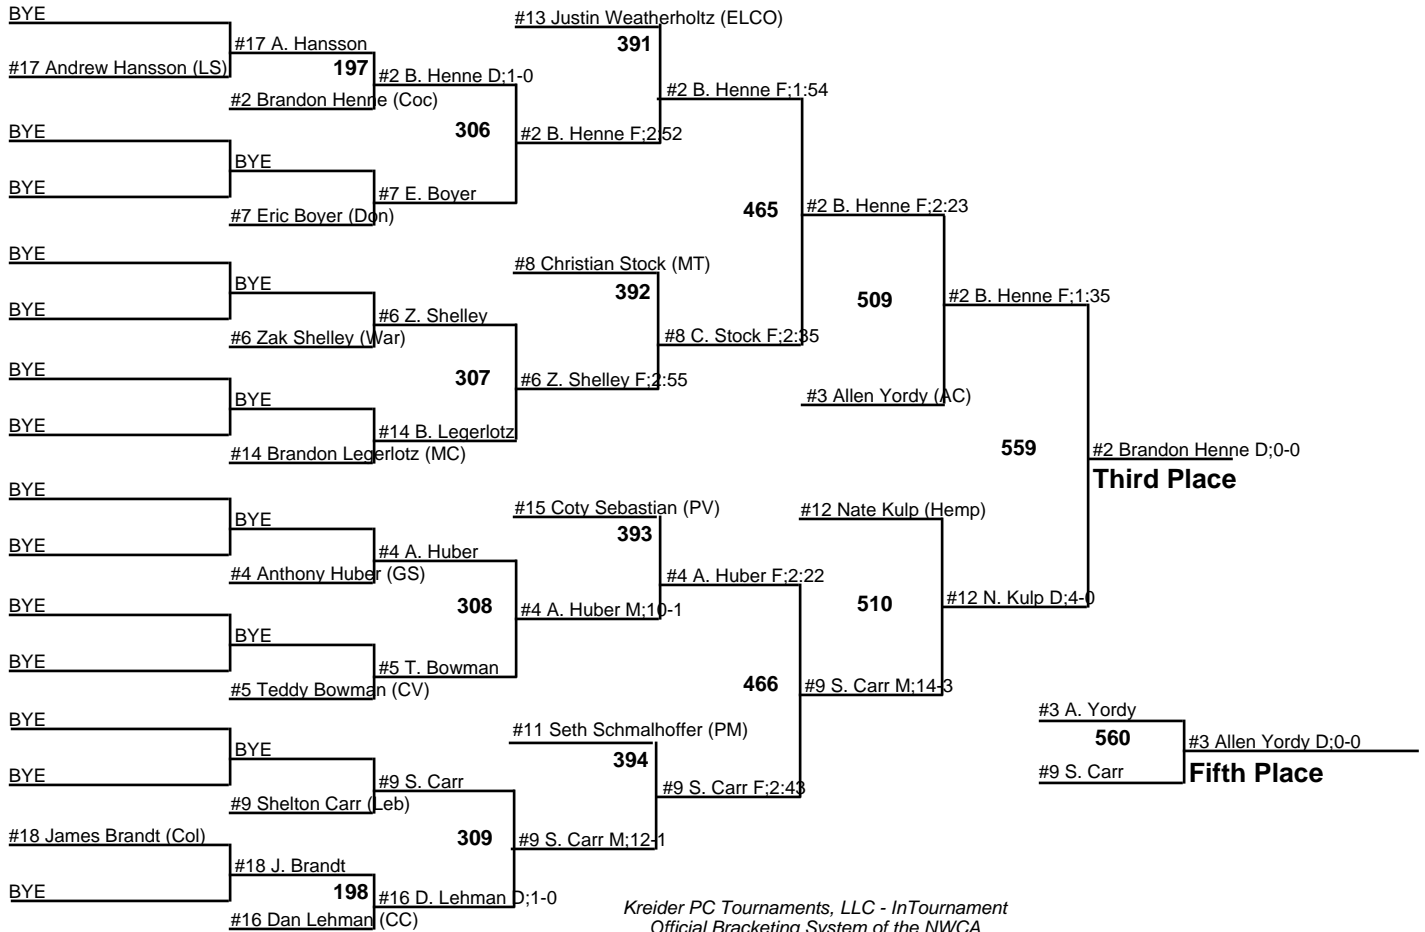 BYE
#13 Justin Weatherholtz (ELCO)
#17 A. Hansson
391
#17 Andrew Hansson (LS)
197
#2 B. Henne D;1-0
#2 B. Henne F;1:54
#2 Brandon Henne (Coc)
306
#2 B. Henne F;2:52
BYE
BYE
BYE
#7 E. Boyer
465
#2 B. Henne F;2:23
#7 Eric Boyer (Don)
BYE
#8 Christian Stock (MT)
BYE
392
509
#2 B. Henne F;1:35
BYE
#6 Z. Shelley
#6 Zak Shelley (War)
#8 C. Stock F;2:35
BYE
307
#6 Z. Shelley F;2:55
#3 Allen Yordy (AC)
BYE
BYE
#14 B. Legerlotz
#14 Brandon Legerlotz (MC)
559
#2 Brandon Henne D;0-0
Third Place
BYE
#15 Coty Sebastian (PV)
#12 Nate Kulp (Hemp)
BYE
393
BYE
#4 A. Huber
#4 Anthony Huber (GS)
#4 A. Huber F;2:22
BYE
308
#4 A. Huber M;10-1
510
#12 N. Kulp D;4-0
BYE
BYE
#5 T. Bowman
#5 Teddy Bowman (CV)
466
#9 S. Carr M;14-3
BYE
#11 Seth Schmalhoffer (PM)
#3 A. Yordy
BYE
394
560
#3 Allen Yordy D;0-0
BYE
#9 S. Carr
#9 S. Carr F;2:43
#9 S. Carr
Fifth Place
#9 Shelton Carr (Leb)
#18 James Brandt (Col)
309
#9 S. Carr M;12-1
#18 J. Brandt
BYE
198
#16 D. Lehman D;1-0
#16 Dan Lehman (CC)
Kreider PC Tournaments, LLC - InTournament
Official Bracketing System of the NWCA